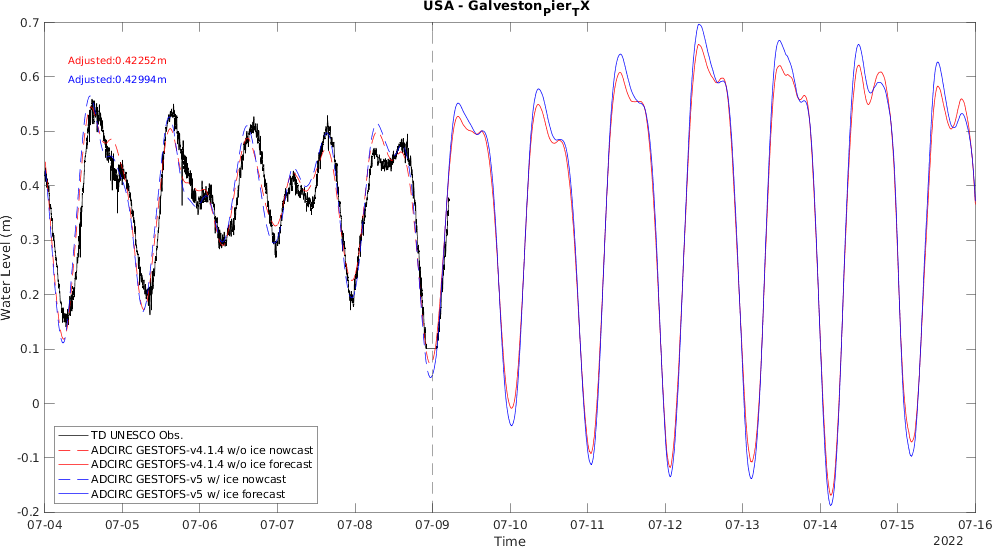 USA - GalvestonPierTX
Adjusted:0.42252m
Adjusted:0.42994m
0.7
0.6
0.5
0.4
0.3
0.2
0.1
0
-0.1
-0.2
Water Level (m)
TD UNESCO Obs.
ADCIRC GESTOFS-v4.1.4 w/o ice nowcast
ADCIRC GESTOFS-v4.1.4 w/o ice forecast
ADCIRC GESTOFS-v5 w/ ice nowcast
ADCIRC GESTOFS-v5 w/ ice forecast
07-04 07-05 07-06 07-07 07-08 07-09 07-10 07-11 07-12 07-13 07-14 07-15 07-16
Time
2022